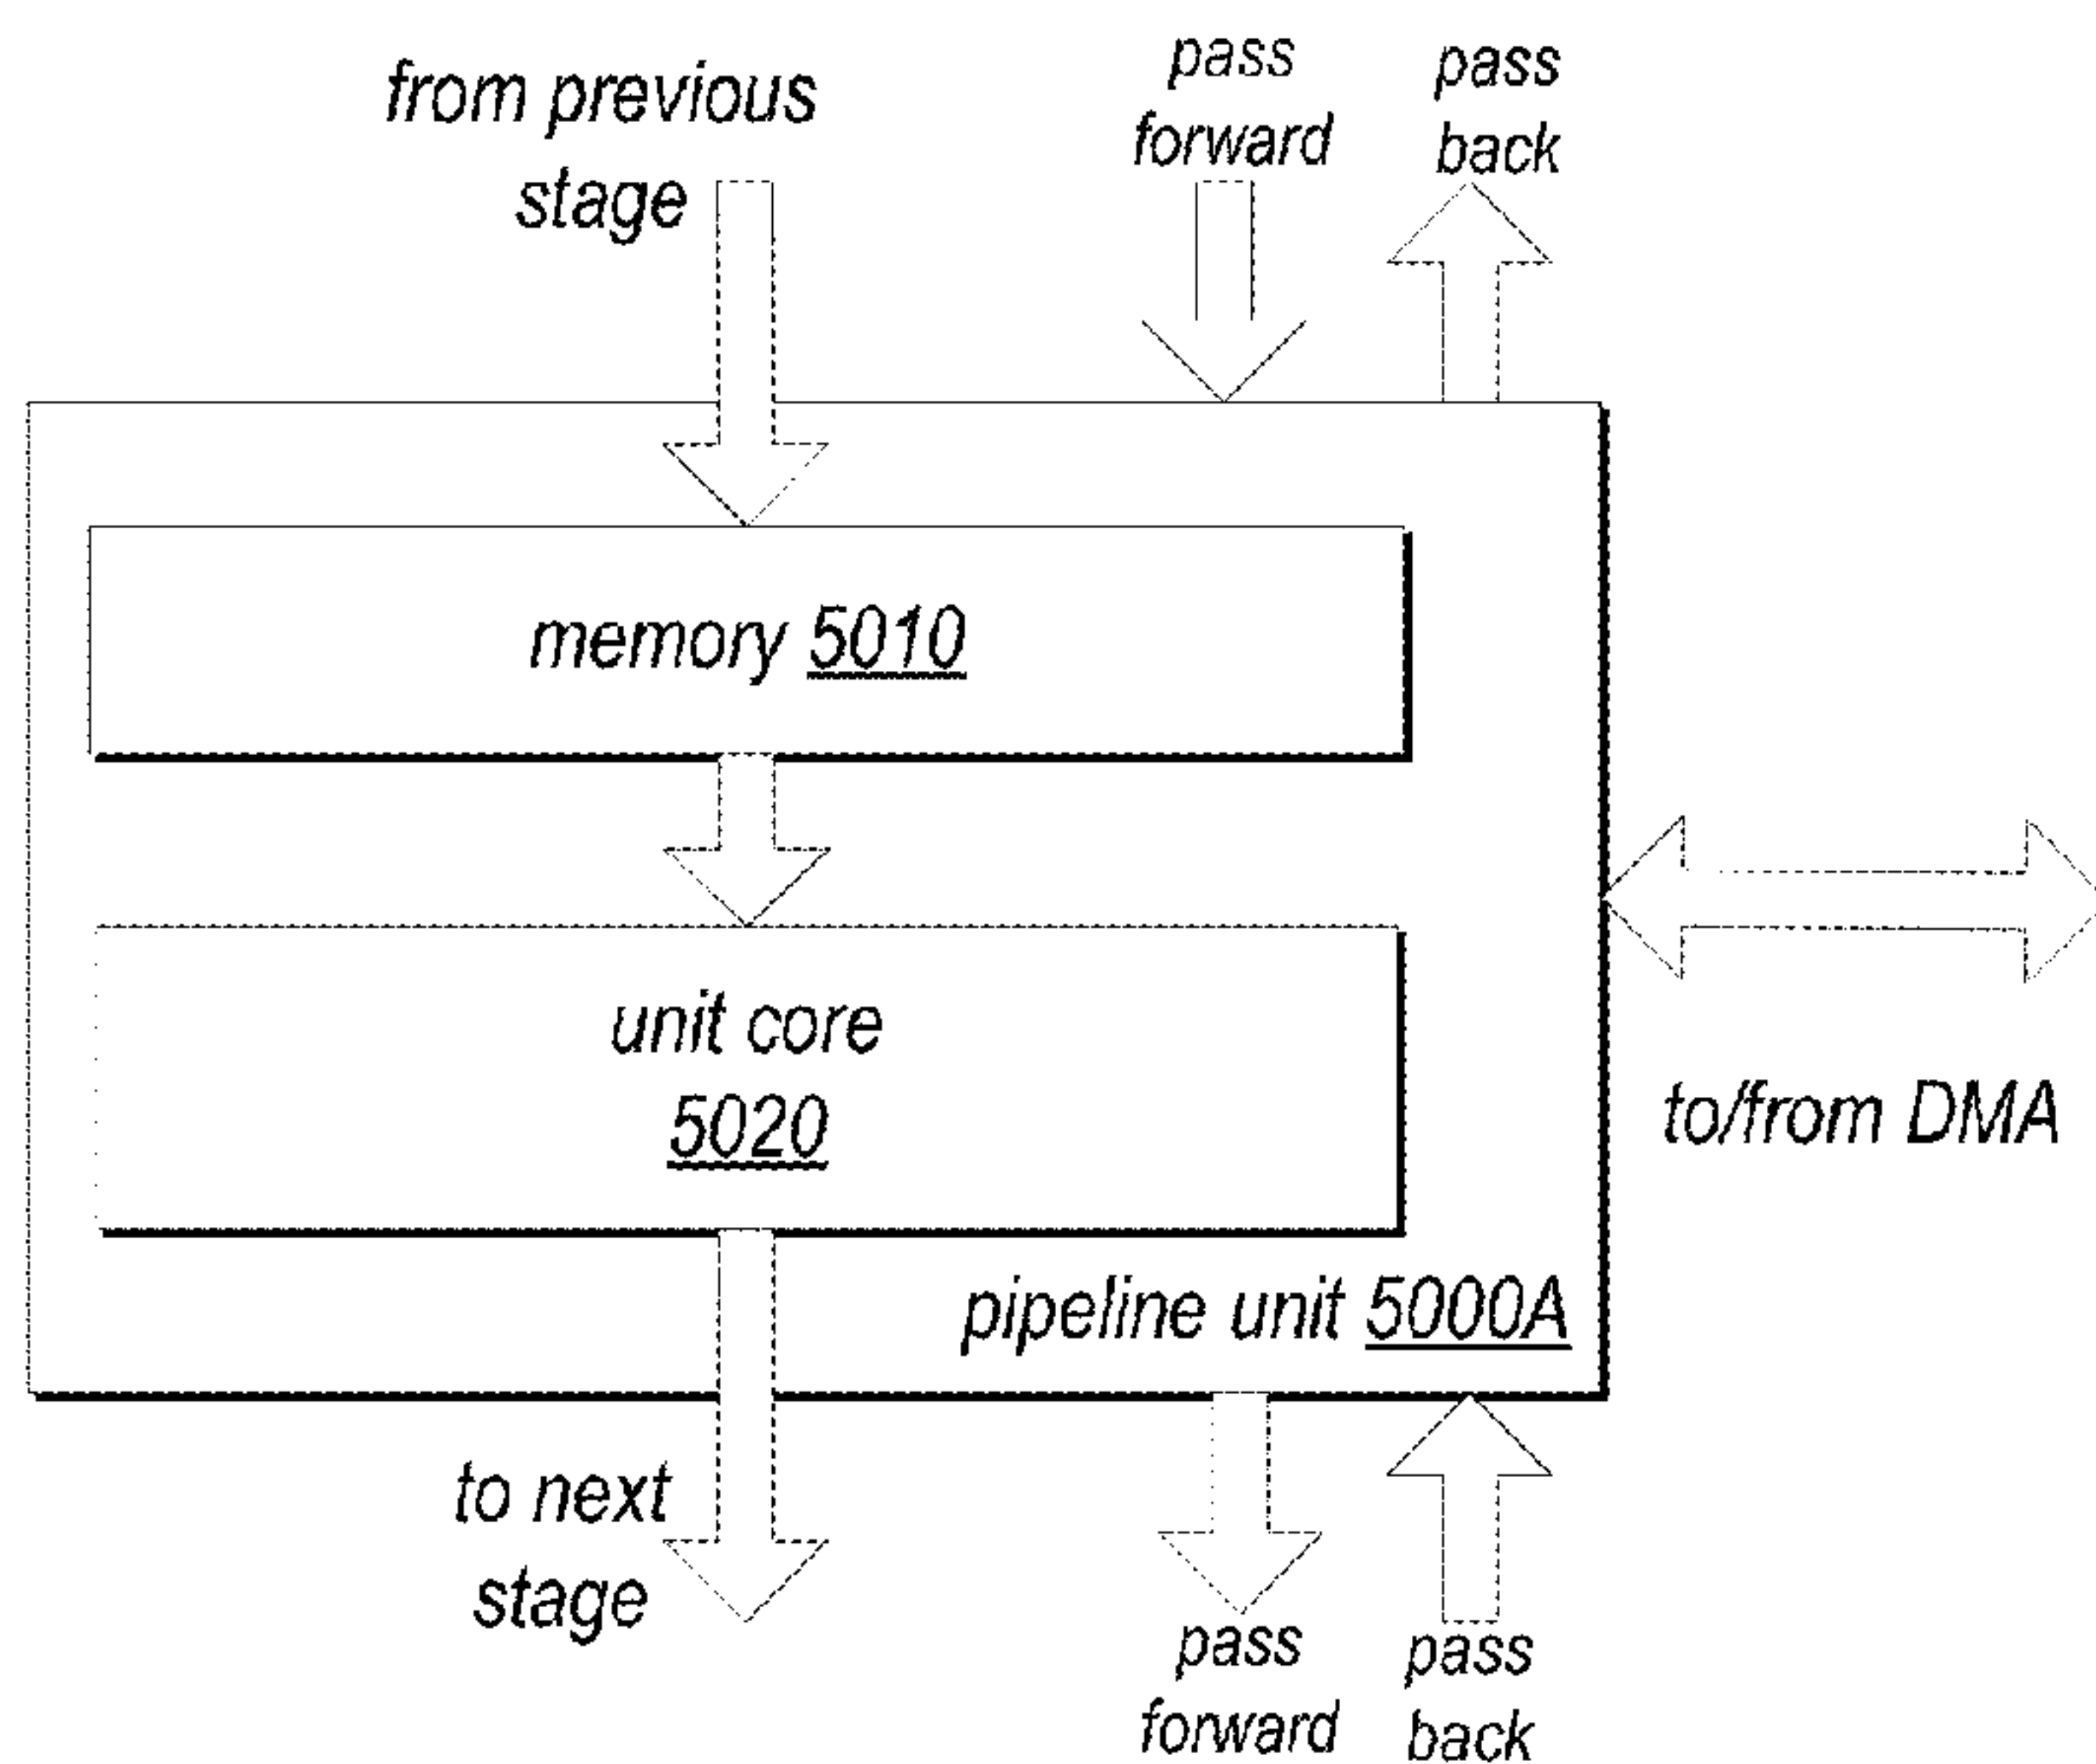 from previous
stage
pass
forward
pass
back
memory 5010
unit core
5020
to/from DMA
pipeline unit 5000A
to next
stage
pass
forward
pass
back